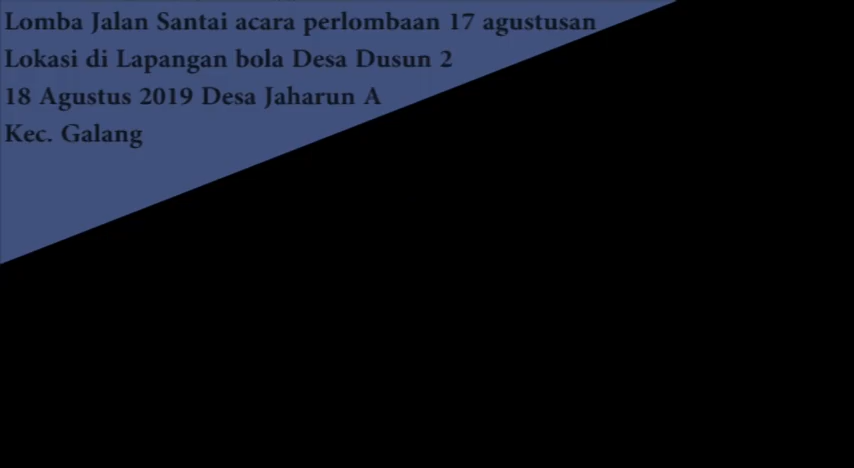 Lomba Jalan Santai acara perlombaan 17 agustusan
Lokasi di Lapangan bola Desa Dusun 2
18 Agustus 2019 Desa Jaharun A
Kec. Galang